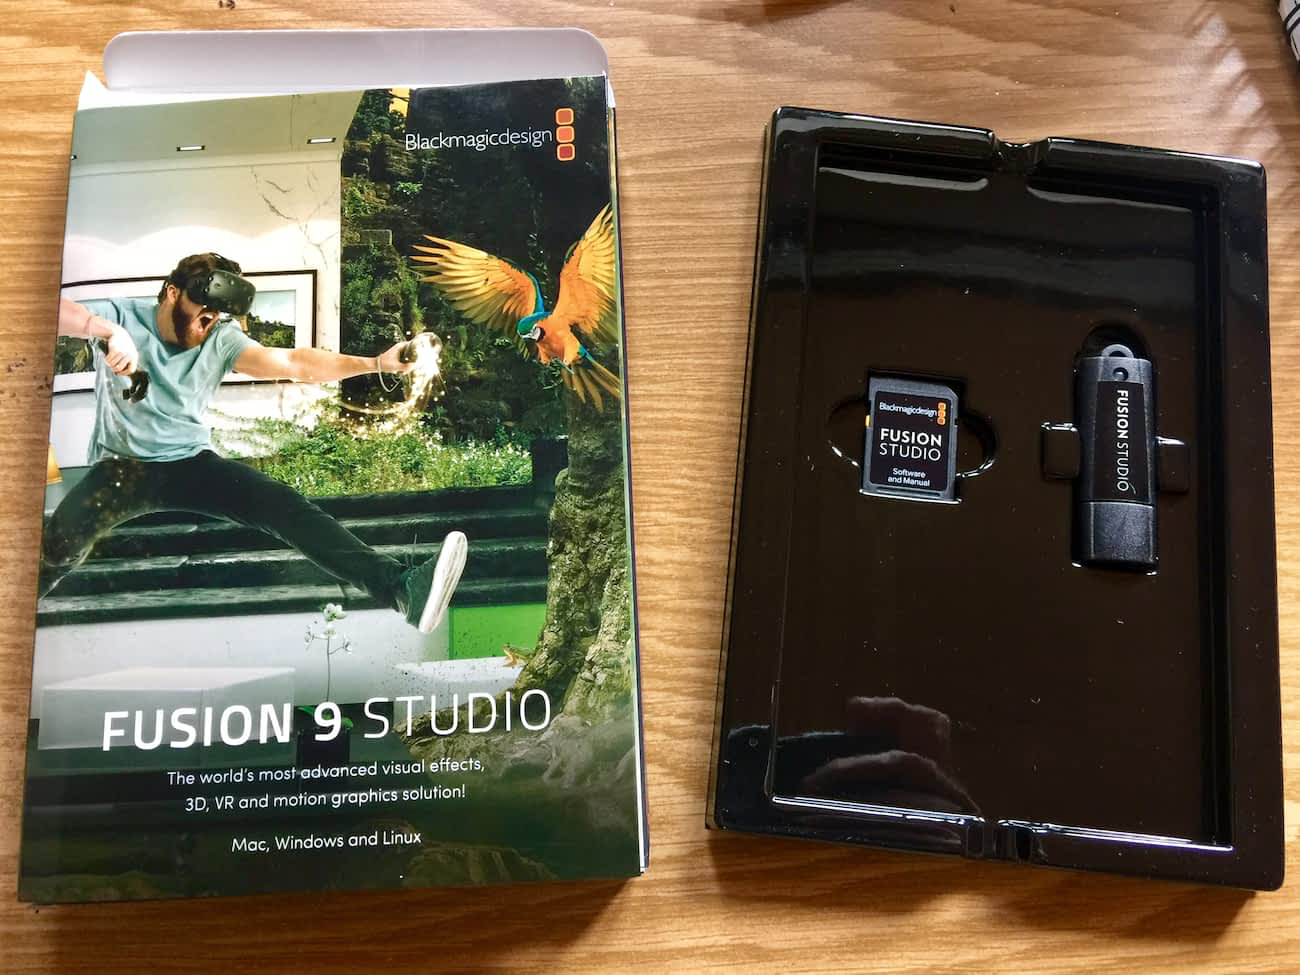 Blackmagicdesign
FUSION 9 STUDIO
The world's most advanced visual effects,
3D, VR and motion graphics solution!
Mac, Windows and Linux
Blackmagicdesign
FUSION
STUDIO
Software
and Manual
FUSION STUDIO